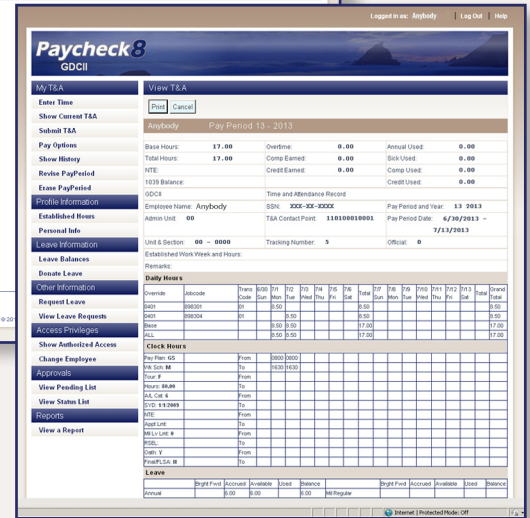 Logged in as: Anybody | Log Out | Help
Paycheck8
GDCII
My T&A
Enter Time
Show Current T&A
Submit T&A
Pay Options
Show History
Revise PayPeriod
Erase PayPeriod
Profile Information
Established Hours
Personal Info
Leave Information
Leave Balances
Donate Leave
Other Information
Request Leave
View Leave Requests
Access Privileges
Show Authorized Access
Change Employee
Approvals
View Pending List
View Status List
Reports
View a Report
View T&A
Print Cancel
Anybody Pay Period 13 - 2013
Base Hours: 17.00 Overtime: 0.00 Annual Used: 0.00
Total Hours: 17.00 Comp Earned: 0.00 Sick Used: 0.00
NTE: Credit Earned: 0.00 Comp Used: 0.00
1039 Balance: Credit Used: 0.00
GDCII Time and Attendance Record
Employee Name: Anybody SSN: XXX-XX-XXXX Pay Period and Year: 13 2013
Admin Unit: 00 T&A Contact Point: 110100010001 Pay Period Date: 6/30/2013 -
7/13/2013
Unit & Section: 00 - 0000 Tracking Number: 5 Official: 0
Established Work Week and Hours:
Remarks:
Daily Hours
Override Jobcode Trans Code 6/30 Sun 7/1 Mon 7/2 Tue 7/3 Wed 7/4 Thu 7/5 Fri 7/6 Sat Total 7/7 Sun 7/8 Mon 7/9 Tue 7/10 Wed 7/11 Thu 7/12 Fri 7/13 Sat Total Grand Total
0401 898301 01 8.50 8.50 8.50
0401 898304 01 8.50 8.50 8.50
Base 8.50 8.50 17.00 17.00
ALL 8.50 8.50 17.00 17.00
Clock Hours
Pay Plan: GS From 0800 0800
Wk Sch: M To 1630 1630
Tour: F From
Hours: 80.00 To
A/L Cat: 6 From
SYD: 1-1-2009 To
NTE: From
Appt Lmt: To
Mil Lv Lmt: 0 From
RSEL: To
Oath: Y From
Final/FLSA: To
Leave
Brght Fwd Accrued Available Used Balance Brght Fwd Accrued Available Used Balance
Annual 6.00 6.00 6.00 Mil Regular
Internet | Protected Mode: Off